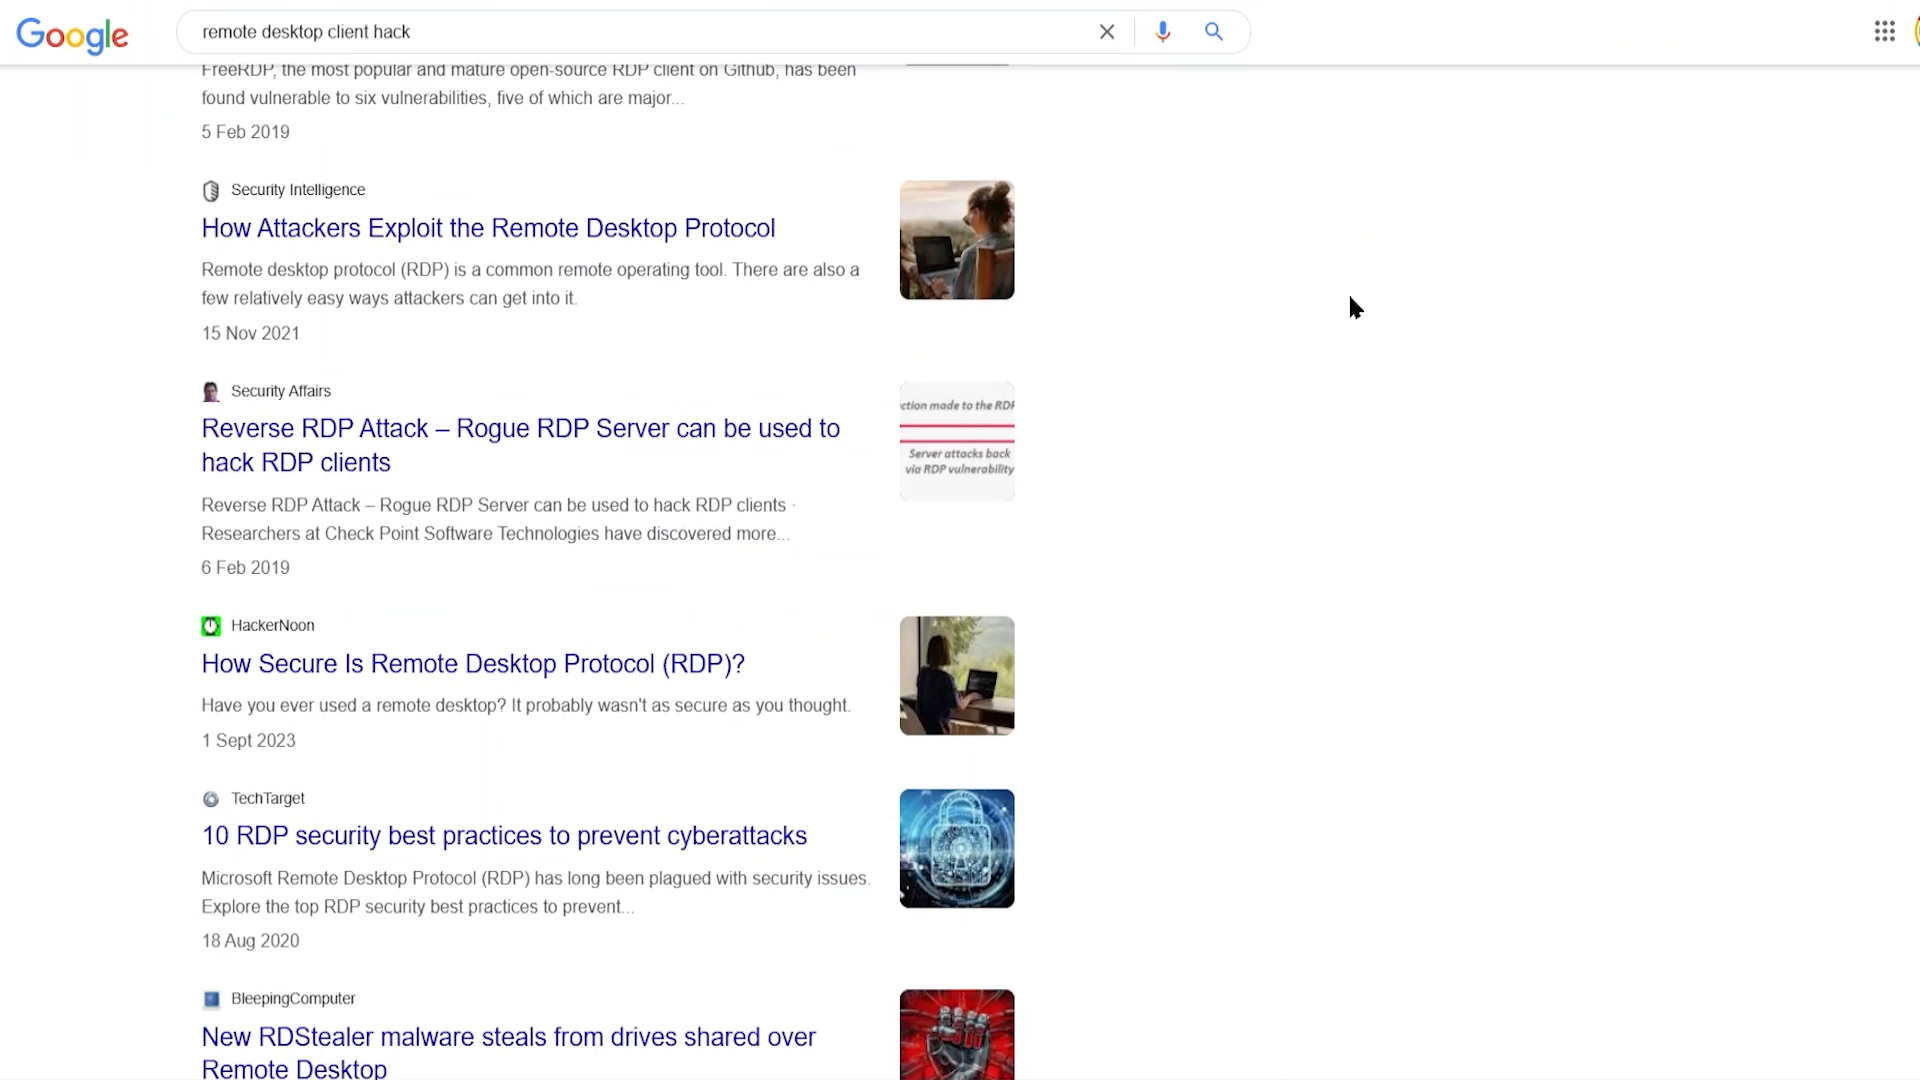 Google
remote desktop client hack
FreeRDP, the most popular and mature open-source RDP client on Github, has been
found vulnerable to six vulnerabilities, five of which are major...
5 Feb 2019
Security Intelligence
How Attackers Exploit the Remote Desktop Protocol
Remote desktop protocol (RDP) is a common remote operating tool. There are also a
few relatively easy ways attackers can get into it.
15 Nov 2021
Security Affairs
Reverse RDP Attack – Rogue RDP Server can be used to
hack RDP clients
ction made to the RDP
Server attacks back
via RDP vulnerability
Reverse RDP Attack – Rogue RDP Server can be used to hack RDP clients ·
Researchers at Check Point Software Technologies have discovered more...
6 Feb 2019
HackerNoon
How Secure Is Remote Desktop Protocol (RDP)?
Have you ever used a remote desktop? It probably wasn't as secure as you thought.
1 Sept 2023
TechTarget
10 RDP security best practices to prevent cyberattacks
Microsoft Remote Desktop Protocol (RDP) has long been plagued with security issues.
Explore the top RDP security best practices to prevent...
18 Aug 2020
BleepingComputer
New RDStealer malware steals from drives shared over
Remote Desktop